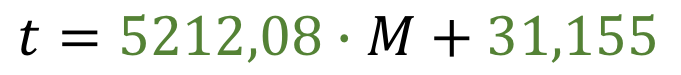 t = 5212,08 · M + 31,155